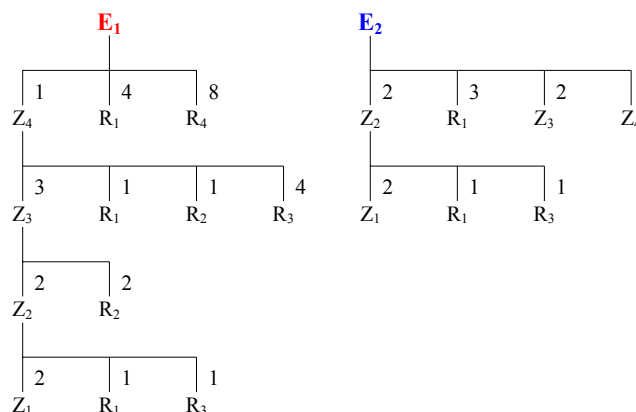 E₁ E₂
1 4 8 2 3 2
Z₄ R₁ R₄ Z₂ R₁ Z₃
3 1 1 4 2 1 1
Z₃ R₁ R₂ R₃ Z₁ R₁ R₃
2 2
Z₂ R₂
2 1 1
Z₁ R₁ R₃